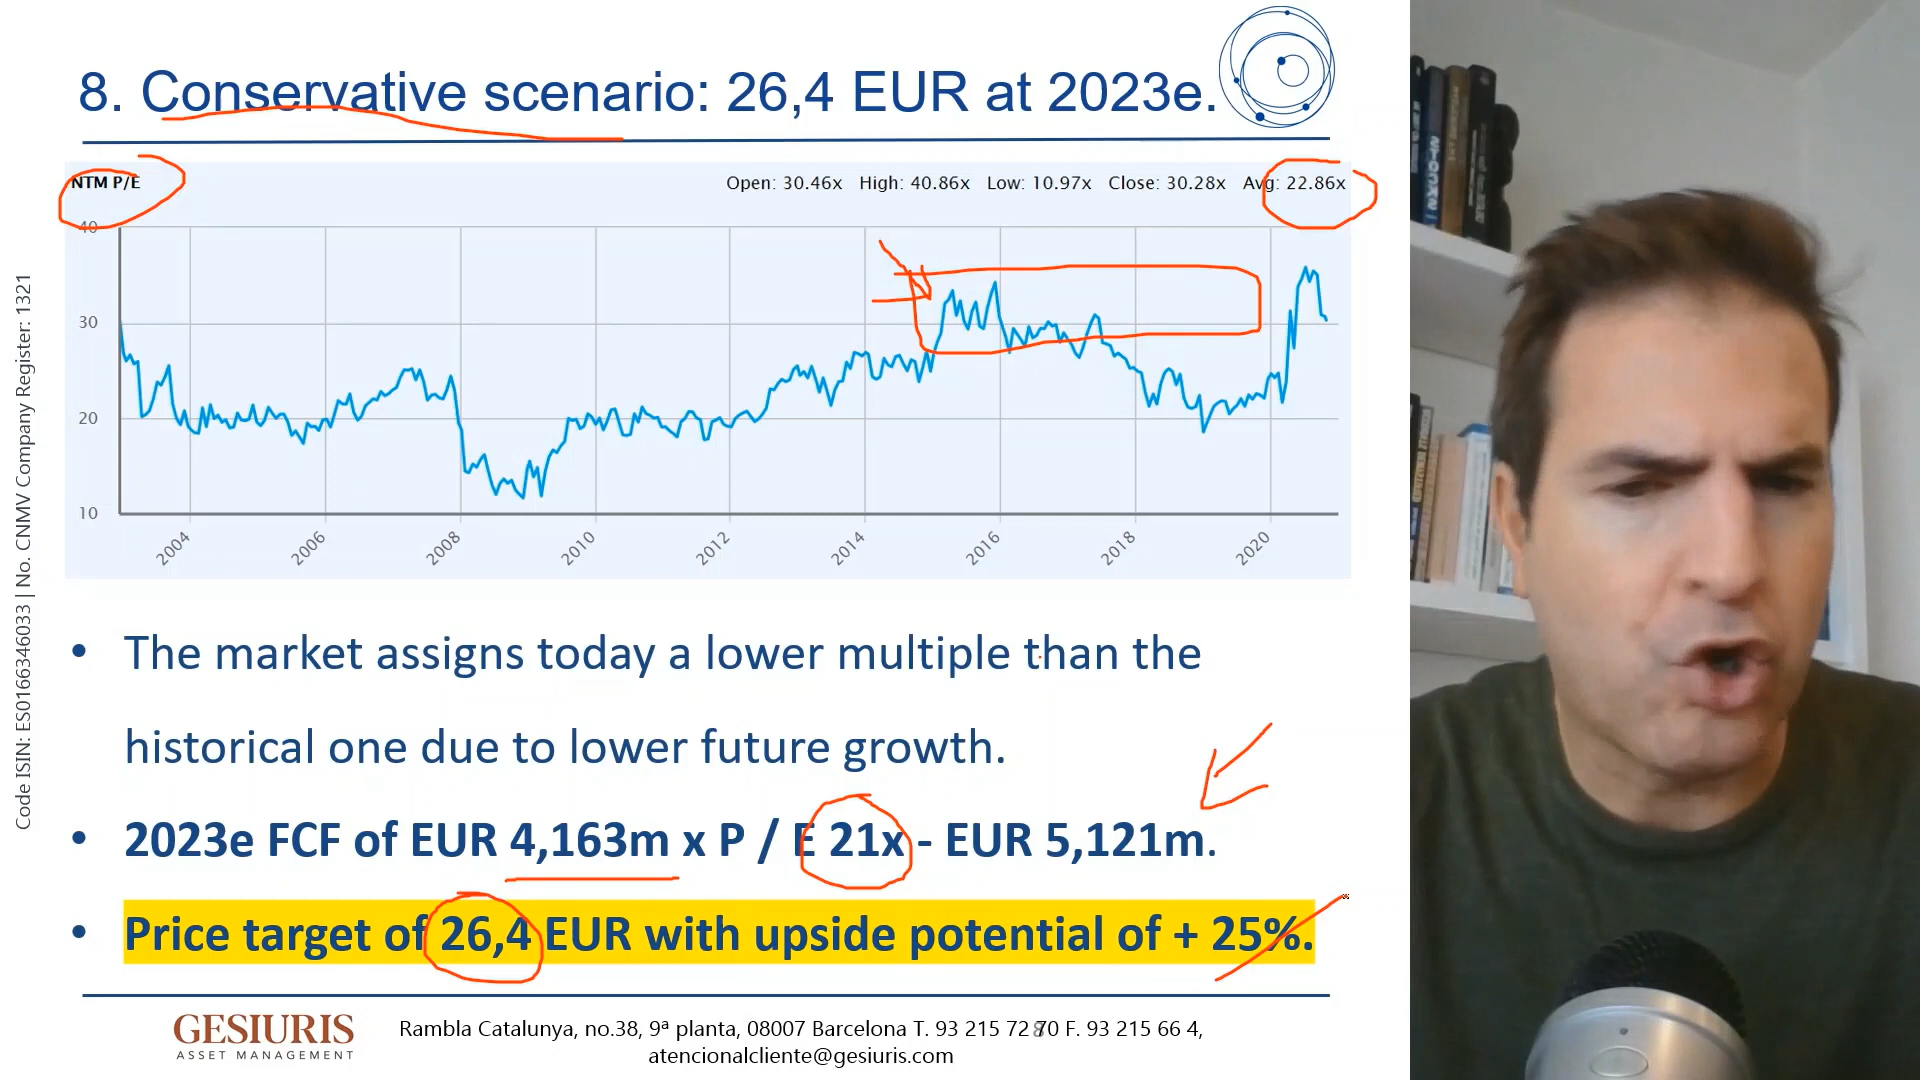 8. Conservative scenario: 26,4 EUR at 2023e.
NTM P/E
Open: 30.46x High: 40.86x Low: 10.97x Close: 30.28x Avg: 22.86x
40
30
20
10
2004 2006 2008 2010 2012 2014 2016 2018 2020
Code ISIN: ES0166346033 | No. CNMV Company Register: 1321
• The market assigns today a lower multiple than the
historical one due to lower future growth.
• 2023e FCF of EUR 4,163m x P / E 21x - EUR 5,121m.
• Price target of 26,4 EUR with upside potential of + 25%.
GESIURIS
ASSET MANAGEMENT
Rambla Catalunya, no.38, 9ª planta, 08007 Barcelona T. 93 215 72 70 F. 93 215 66 4,
8
atencionalcliente@gesiuris.com